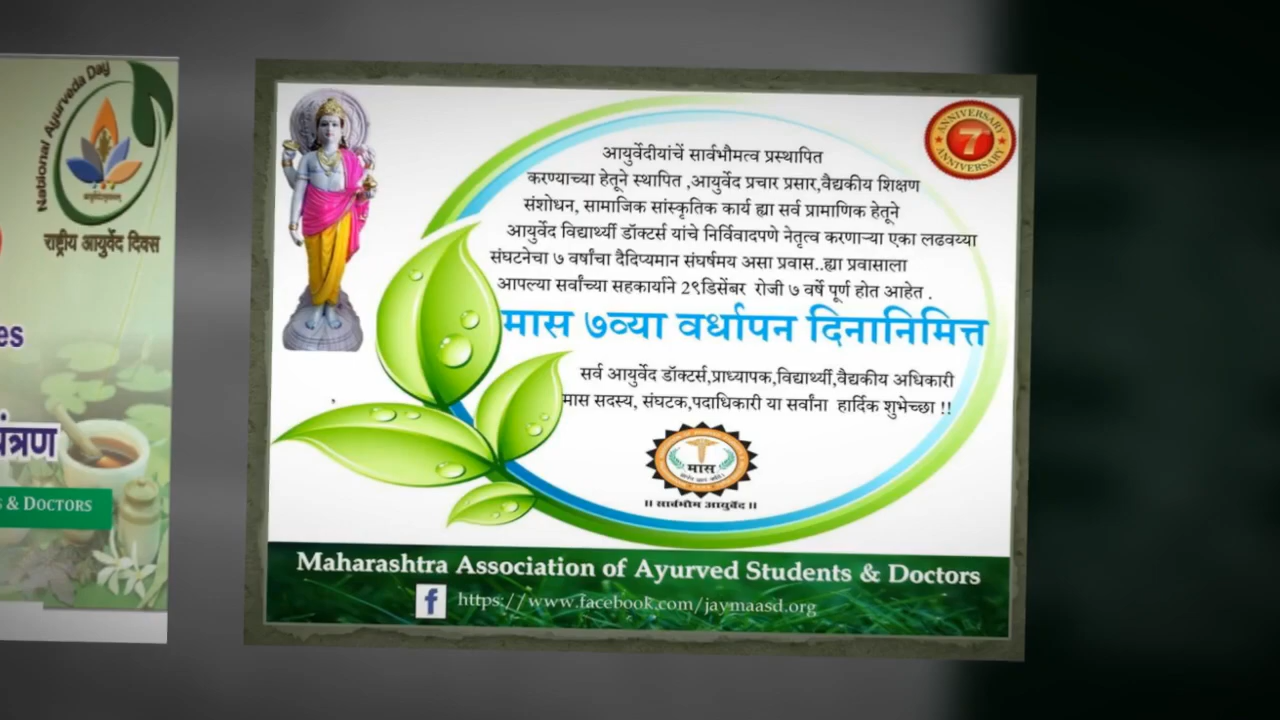 National Ayurveda Day
राष्ट्रीय आयुर्वेद दिवस
es
ंत्रण
& DOCTORS
ANNIVERSARY
7
ANNIVERSARY
आयुर्वेदीयांचें सार्वभौमत्व प्रस्थापित
करण्याच्या हेतूने स्थापित ,आयुर्वेद प्रचार प्रसार,वैद्यकीय शिक्षण
संशोधन, सामाजिक सांस्कृतिक कार्य ह्या सर्व प्रामाणिक हेतूने
आयुर्वेद विद्यार्थ्यी डॉक्टर्स यांचे निर्विवादपणे नेतृत्व करणाऱ्या एका लढवय्या
संघटनेचा ७ वर्षांचा दैदिप्यमान संघर्षमय असा प्रवास..ह्या प्रवासाला
आपल्या सर्वांच्या सहकार्याने 2९डिसेंबर रोजी ७ वर्षे पूर्ण होत आहेत .
मास ७व्या वर्धापन दिनानिमित्त
सर्व आयुर्वेद डॉक्टर्स,प्राध्यापक,विद्यार्थ्यी,वैद्यकीय अधिकारी
मास सदस्य, संघटक,पदाधिकारी या सर्वांना हार्दिक शुभेच्छा !!
मास
॥ सार्वभौम आयुर्वेद ॥
Maharashtra Association of Ayurved Students & Doctors
f https://www.facebook.com/jaymaasd.org